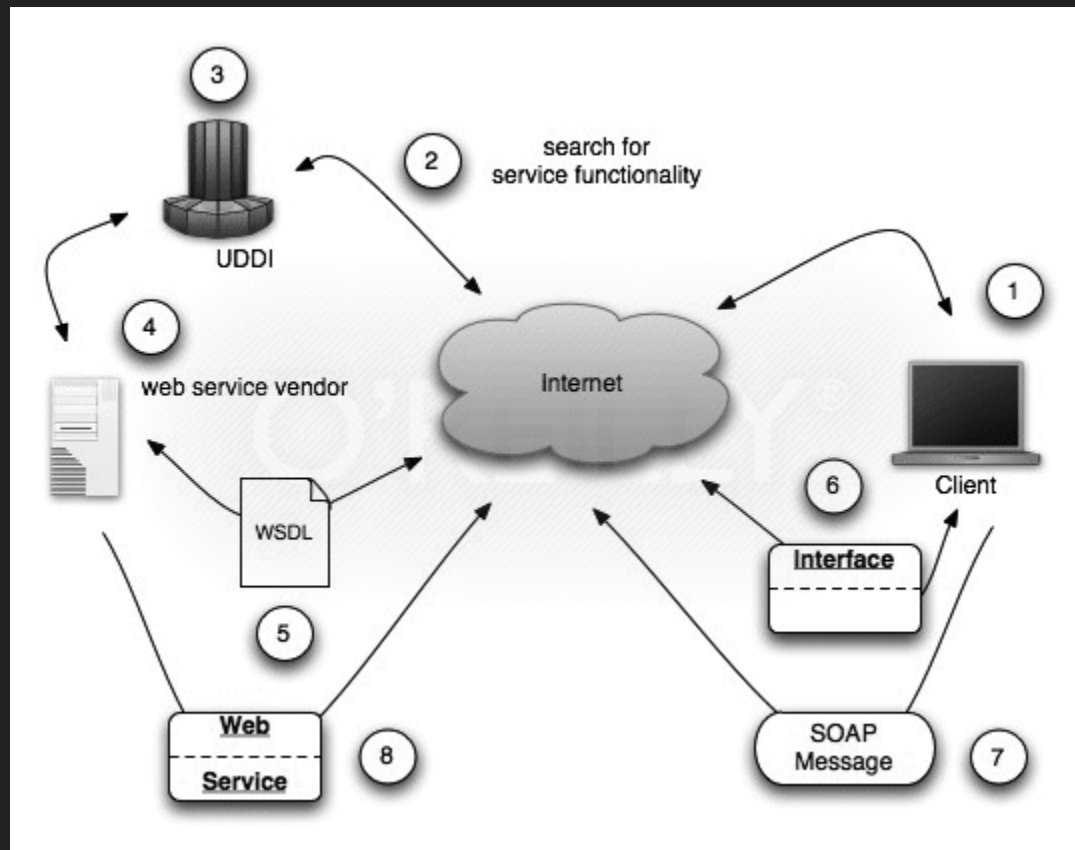 3
2
search for
service functionality
UDDI
1
4
web service vendor
Internet
O'REILLY®
Client
6
WSDL
Interface
5
Web
Service
8
SOAP
Message
7